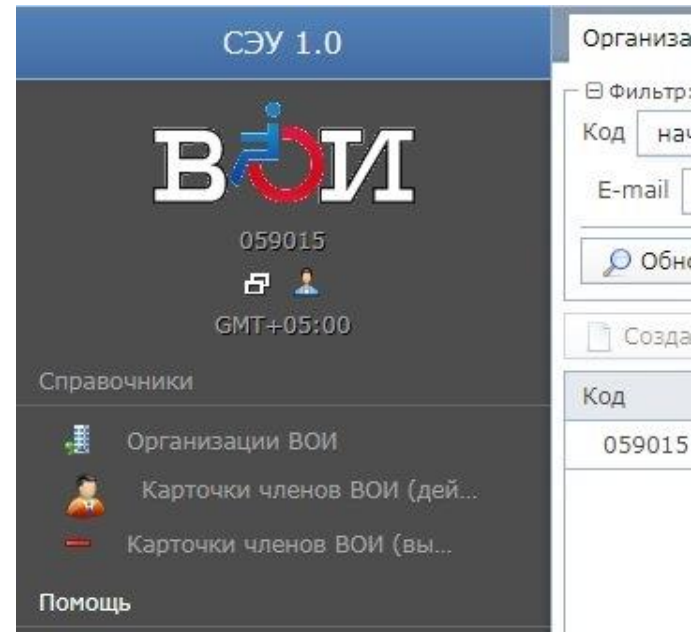 СЭУ 1.0
ВОИ
059015
GMT+05:00
Справочники
Организации ВОИ
Карточки членов ВОИ (дей...
Карточки членов ВОИ (вы...
Помощь
Организа
Фильтр:
Код нач
E-mail
Обно
Созда
Код
059015